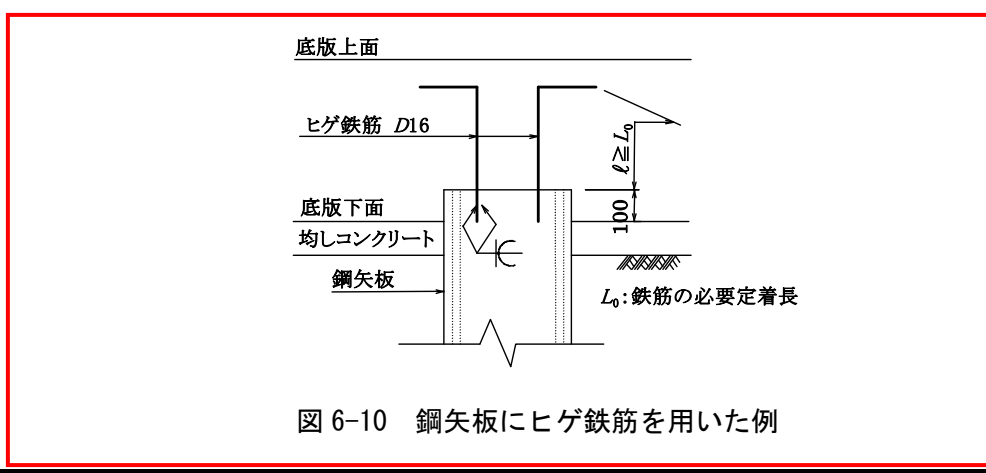 底版上面
ヒゲ鉄筋 D16
ℓ≧L₀
底版下面
100
均しコンクリート
鋼矢板
L₀:鉄筋の必要定着長
図 6-10 鋼矢板にヒゲ鉄筋を用いた例